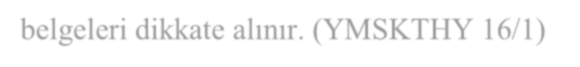 belgeleri dikkate alınır. (YMSKTHY 16/1)